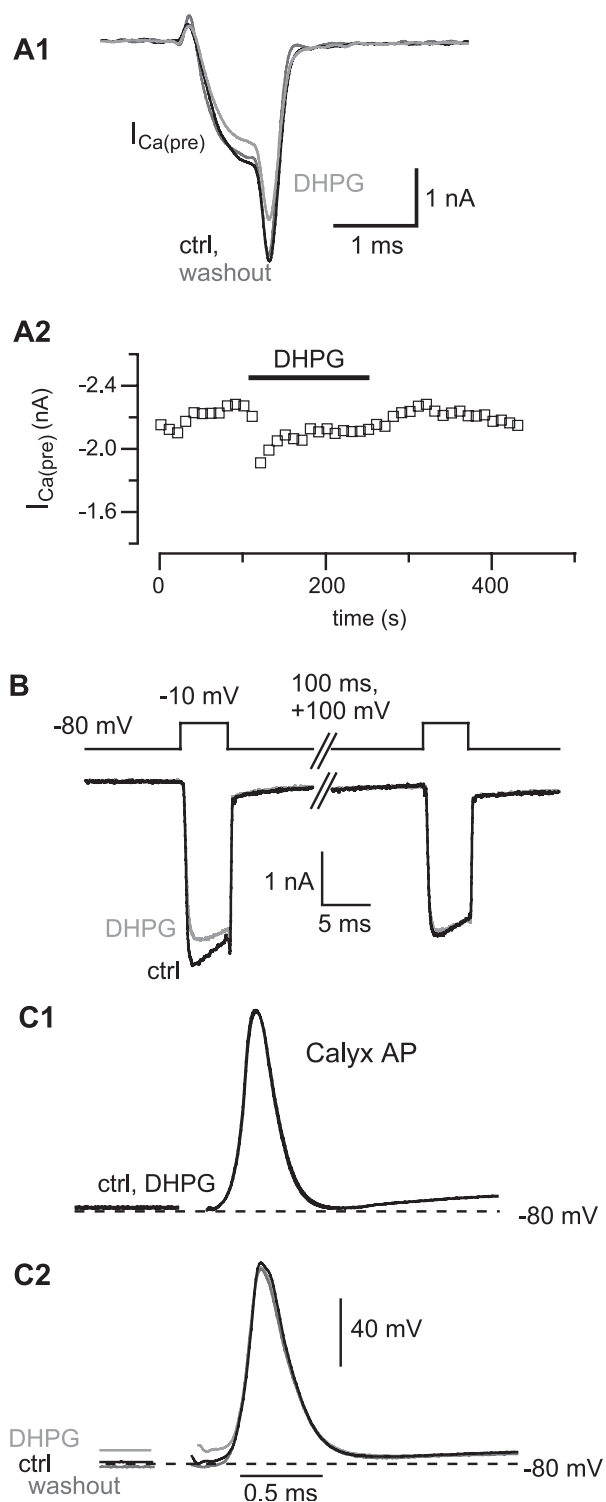 A1
I Ca(pre)
DHPG
1 nA
1 ms
ctrl,
washout
A2
DHPG
I Ca(pre) (nA)
-2.4
-2.0
-1.6
0
200
400
time (s)
B
-10 mV
100 ms,
+100 mV
-80 mV
1 nA
5 ms
DHPG
ctrl
C1
Calyx AP
ctrl, DHPG
-80 mV
C2
40 mV
DHPG
ctrl
washout
-80 mV
0.5 ms